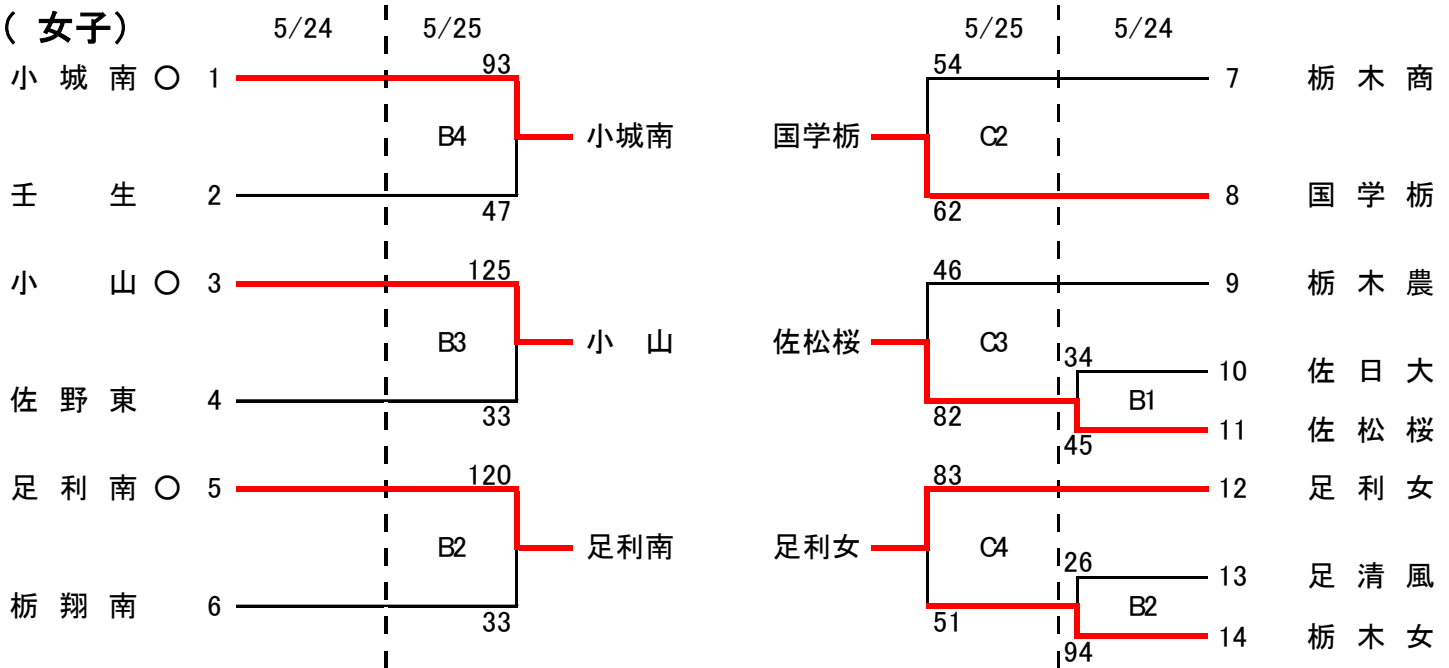 ( 女子)
5/24 5/25 5/25 5/24
小 城 南 〇 1 93 54 7 栃 木 商
B4 小城南 国学栃 C2
壬 生 2 47 62 8 国 学 栃
小 山 〇 3 125 46 9 栃 木 農
B3 小 山 佐松桜 C3
34 10 佐 日 大
佐 野 東 4 33 82 B1
45 11 佐 松 桜
足 利 南 〇 5 120 83 12 足 利 女
B2 足利南 足利女 C4
26 13 足 清 風
栃 翔 南 6 33 51 B2
94 14 栃 木 女